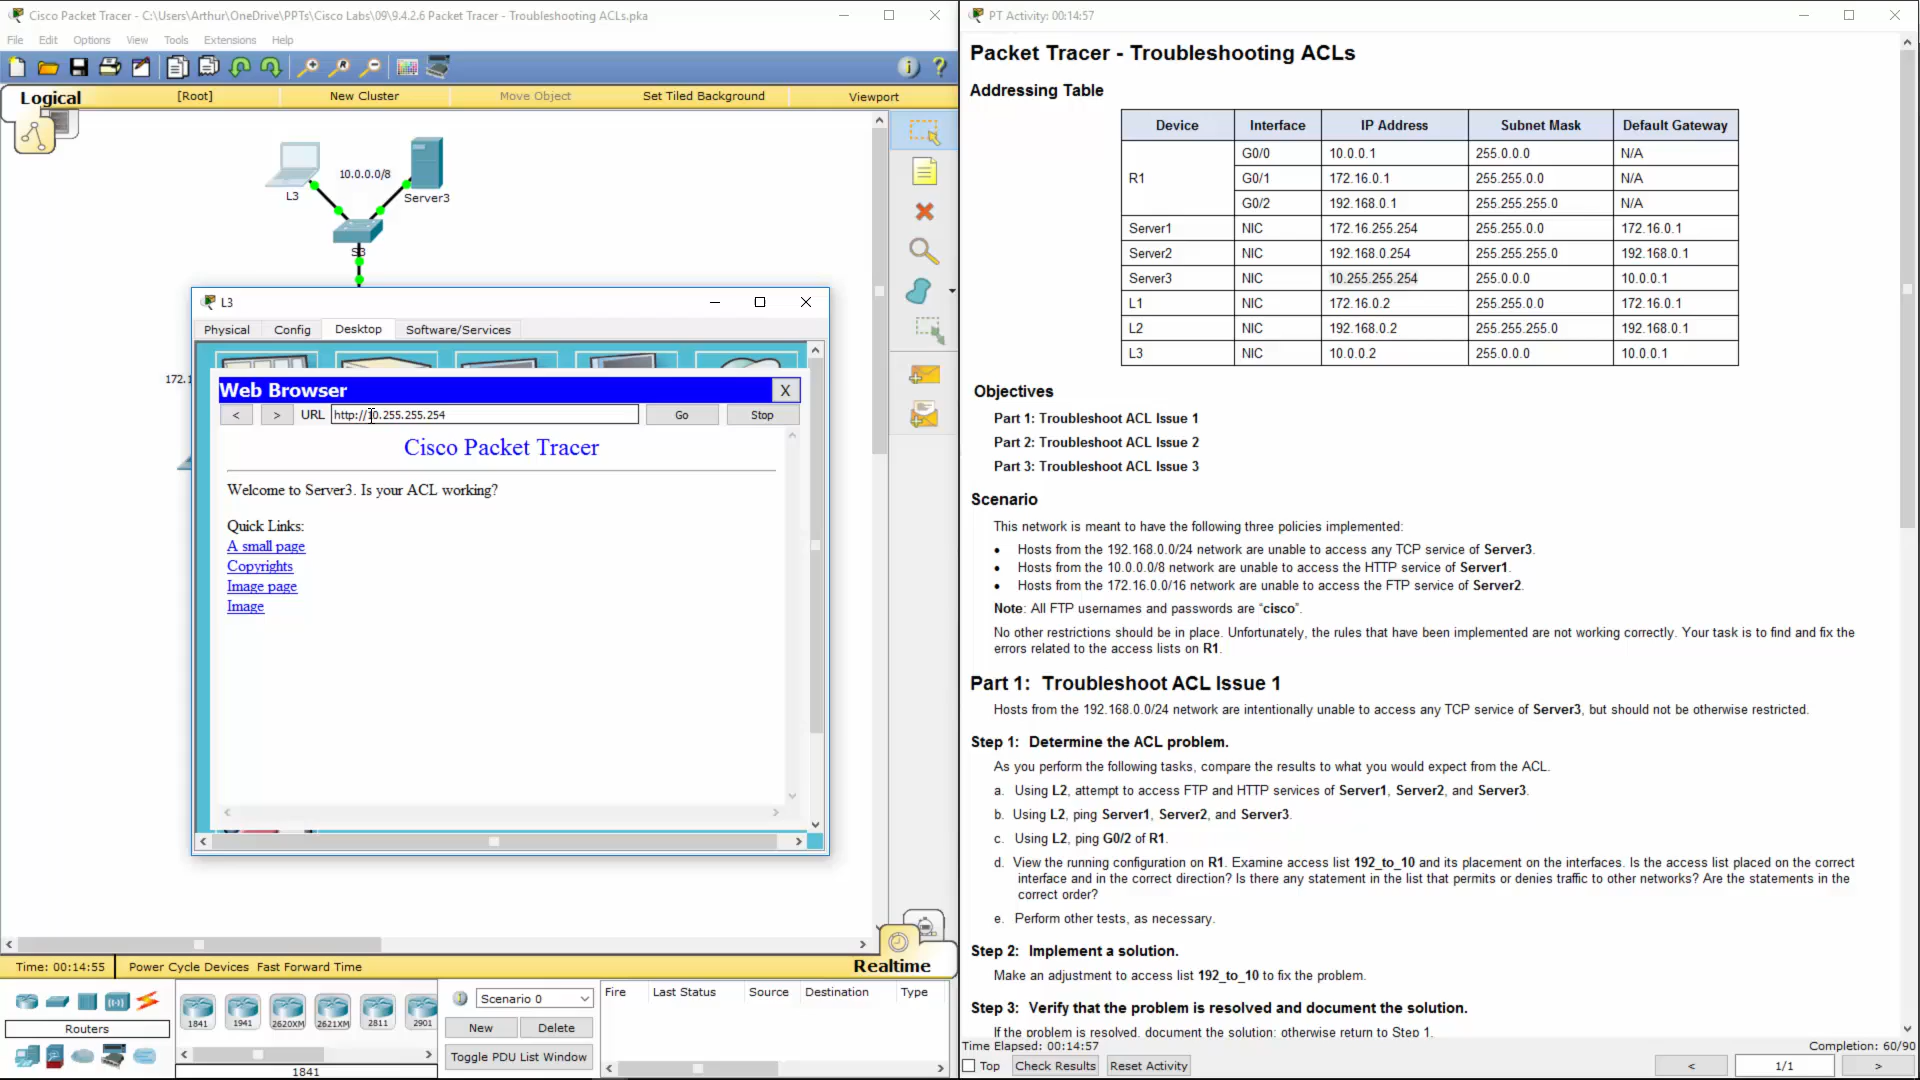 Cisco Packet Tracer - C:\Users\Arthur\OneDrive\PPTs\Cisco Labs\09\9.4.2.6 Packet Tracer - Troubleshooting ACLs.pka
File Edit Options View Tools Extensions Help
Logical [Root] New Cluster Move Object Set Tiled Background Viewport
10.0.0.0/8
L3
Server3
S3
172.1
L3
Physical Config Desktop Software/Services
Web Browser X
< > URL http://10.255.255.254 Go Stop
Cisco Packet Tracer
Welcome to Server3. Is your ACL working?
Quick Links:
A small page
Copyrights
Image page
Image
Time: 00:14:55 Power Cycle Devices Fast Forward Time Realtime
Routers
1841 1941 2620XM 2621XM 2811 2901
1841
Scenario 0
New Delete
Toggle PDU List Window
Fire Last Status Source Destination Type
PT Activity: 00:14:57
Packet Tracer - Troubleshooting ACLs
Addressing Table
Device Interface IP Address Subnet Mask Default Gateway
R1 G0/0 10.0.0.1 255.0.0.0 N/A
G0/1 172.16.0.1 255.255.0.0 N/A
G0/2 192.168.0.1 255.255.255.0 N/A
Server1 NIC 172.16.255.254 255.255.0.0 172.16.0.1
Server2 NIC 192.168.0.254 255.255.255.0 192.168.0.1
Server3 NIC 10.255.255.254 255.0.0.0 10.0.0.1
L1 NIC 172.16.0.2 255.255.0.0 172.16.0.1
L2 NIC 192.168.0.2 255.255.255.0 192.168.0.1
L3 NIC 10.0.0.2 255.0.0.0 10.0.0.1
Objectives
Part 1: Troubleshoot ACL Issue 1
Part 2: Troubleshoot ACL Issue 2
Part 3: Troubleshoot ACL Issue 3
Scenario
This network is meant to have the following three policies implemented:
• Hosts from the 192.168.0.0/24 network are unable to access any TCP service of Server3.
• Hosts from the 10.0.0.0/8 network are unable to access the HTTP service of Server1.
• Hosts from the 172.16.0.0/16 network are unable to access the FTP service of Server2.
Note: All FTP usernames and passwords are “cisco”.
No other restrictions should be in place. Unfortunately, the rules that have been implemented are not working correctly. Your task is to find and fix the
errors related to the access lists on R1.
Part 1: Troubleshoot ACL Issue 1
Hosts from the 192.168.0.0/24 network are intentionally unable to access any TCP service of Server3, but should not be otherwise restricted.
Step 1: Determine the ACL problem.
As you perform the following tasks, compare the results to what you would expect from the ACL.
a. Using L2, attempt to access FTP and HTTP services of Server1, Server2, and Server3.
b. Using L2, ping Server1, Server2, and Server3.
c. Using L2, ping G0/2 of R1.
d. View the running configuration on R1. Examine access list 192_to_10 and its placement on the interfaces. Is the access list placed on the correct
interface and in the correct direction? Is there any statement in the list that permits or denies traffic to other networks? Are the statements in the
correct order?
e. Perform other tests, as necessary.
Step 2: Implement a solution.
Make an adjustment to access list 192_to_10 to fix the problem.
Step 3: Verify that the problem is resolved and document the solution.
If the problem is resolved, document the solution: otherwise return to Step 1.
Time Elapsed: 00:14:57 Completion: 60/90
Top Check Results Reset Activity < 1/1 >